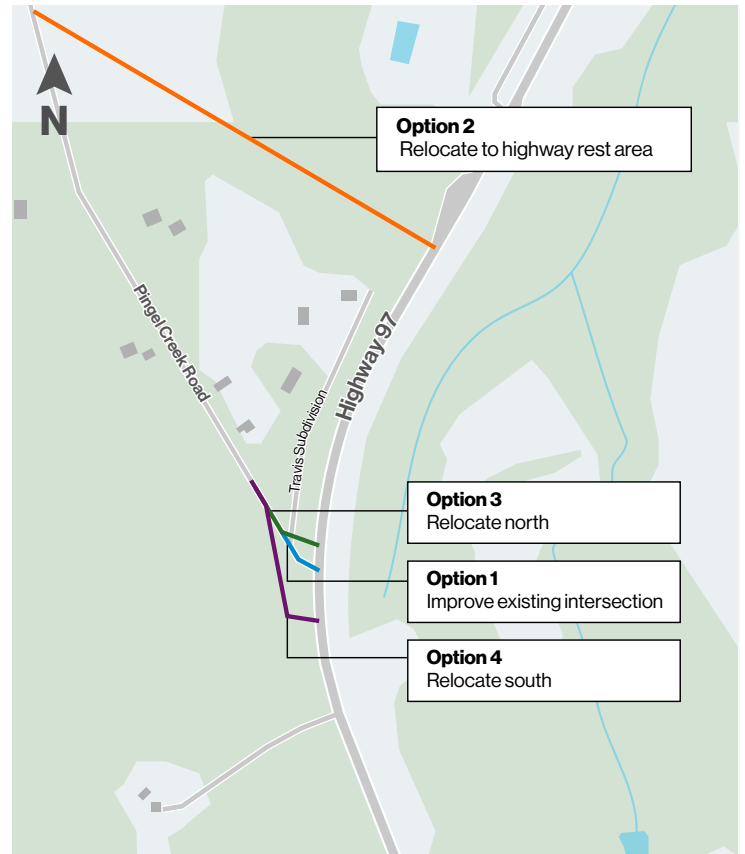 N
Option 2
Relocate to highway rest area
Pingel Creek Road
Highway 97
Travis Subdivision
Option 3
Relocate north
Option 1
Improve existing intersection
Option 4
Relocate south